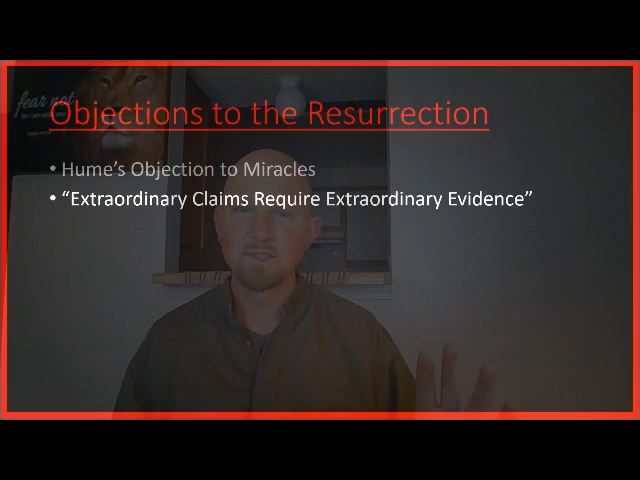 fear not
Objections to the Resurrection
• Hume's Objection to Miracles
• “Extraordinary Claims Require Extraordinary Evidence”